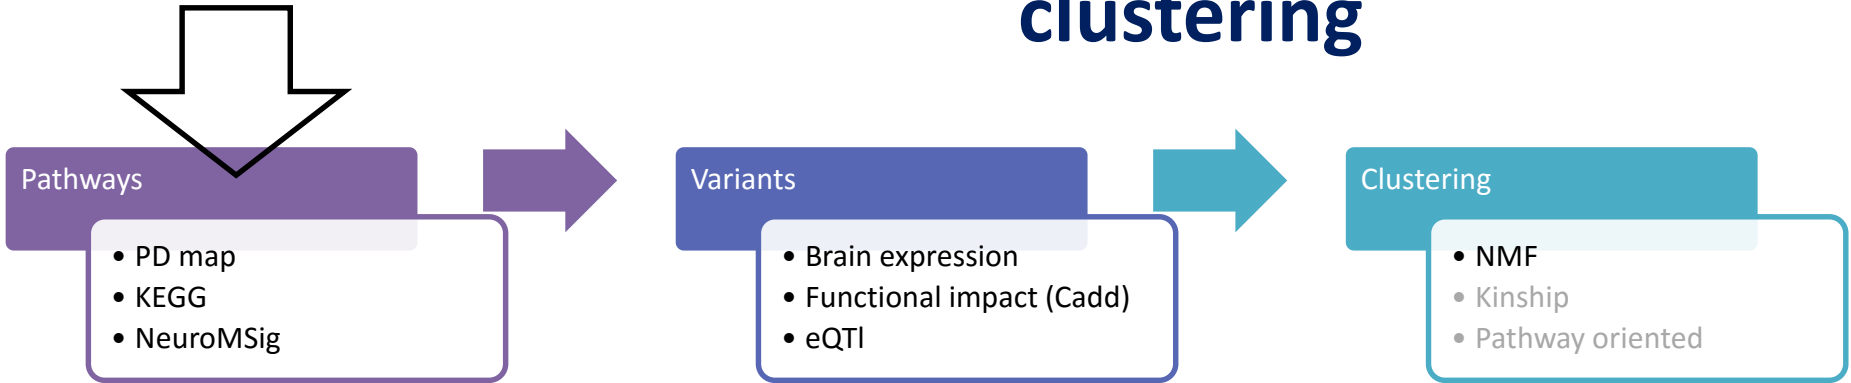 clustering
Pathways
• PD map
• KEGG
• NeuroMSig
Variants
• Brain expression
• Functional impact (Cadd)
• eQTl
Clustering
• NMF
• Kinship
• Pathway oriented